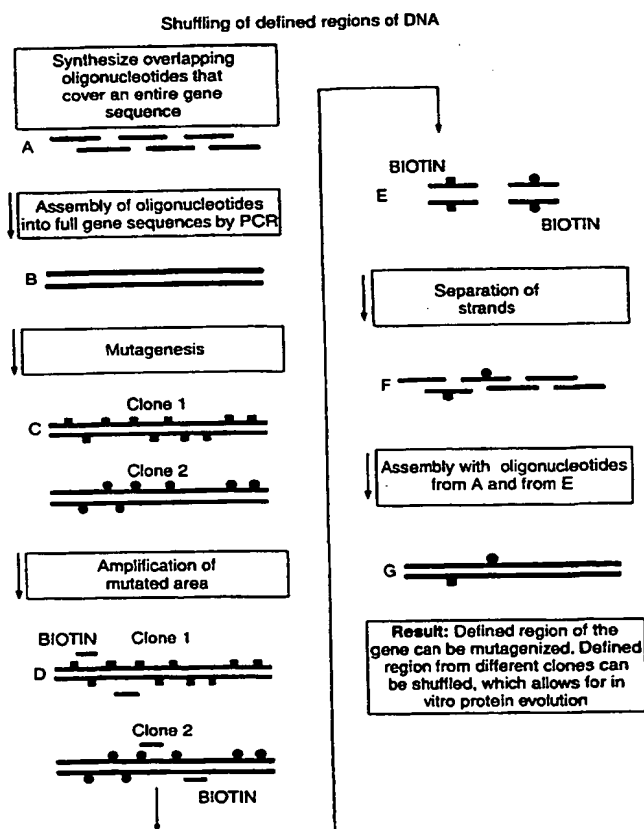 Shuffling of defined regions of DNA
Synthesize overlapping
oligonucleotides that
cover an entire gene
sequence
A
Assembly of oligonucleotides
into full gene sequences by PCR
B
Mutagenesis
Clone 1
C
Clone 2
Amplification of
mutated area
BIOTIN
Clone 1
D
Clone 2
BIOTIN
BIOTIN
E
BIOTIN
Separation of
strands
F
Assembly with oligonucleotides
from A and from E
G
Result: Defined region of the
gene can be mutagenized. Defined
region from different clones can
be shuffled, which allows for in
vitro protein evolution